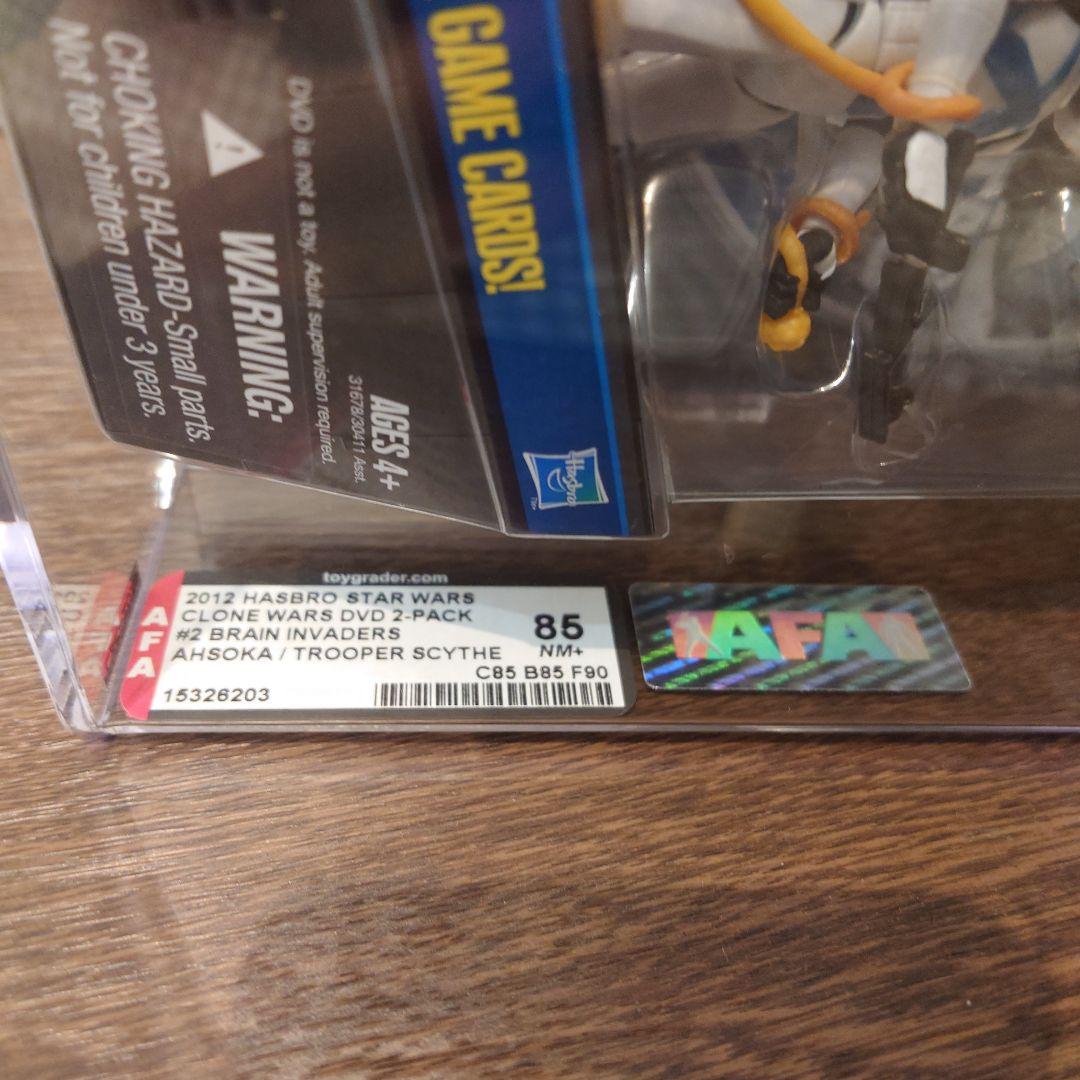 GAME CARDS!
DVD is not a toy. Adult supervision required.
WARNING:
CHOKING HAZARD-Small parts.
Not for children under 3 years.
AGES 4+
31678/30411 Asst.
Hasbro
TM
toygrader.com
AFA
2012 HASBRO STAR WARS
CLONE WARS DVD 2-PACK
#2 BRAIN INVADERS
AHSOKA / TROOPER SCYTHE
85
NM+
C85 B85 F90
15326203
AFA